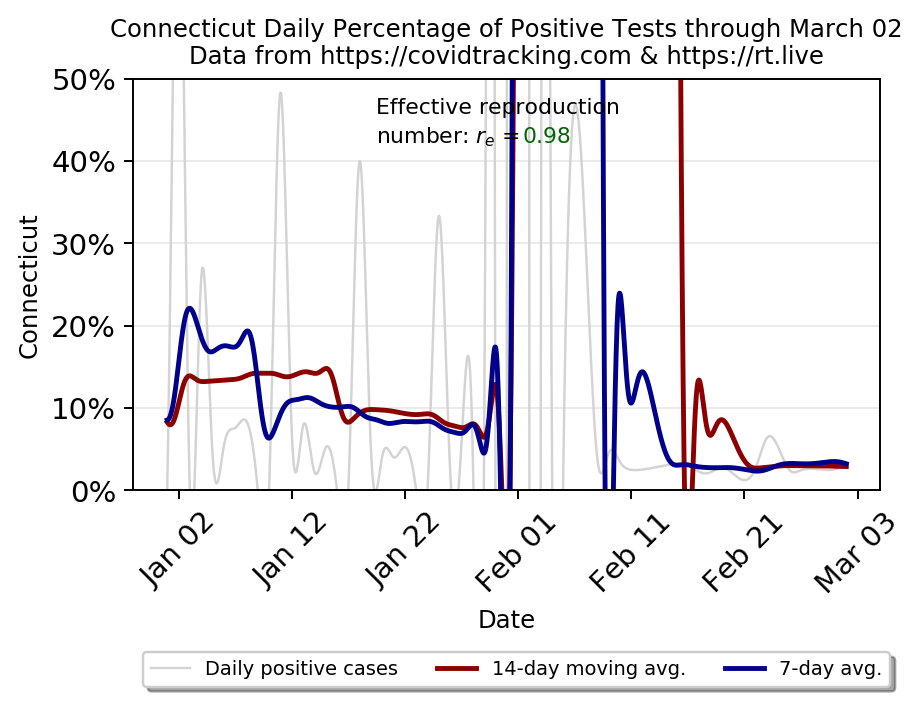 Connecticut Daily Percentage of Positive Tests through March 02
Data from https://covidtracking.com & https://rt.live
50%
Effective reproduction
number: rₑ = 0.98
40%
30%
20%
10%
0%
Connecticut
Jan 02
Jan 12
Jan 22
Feb 01
Feb 11
Feb 21
Mar 03
Date
Daily positive cases
14-day moving avg.
7-day avg.